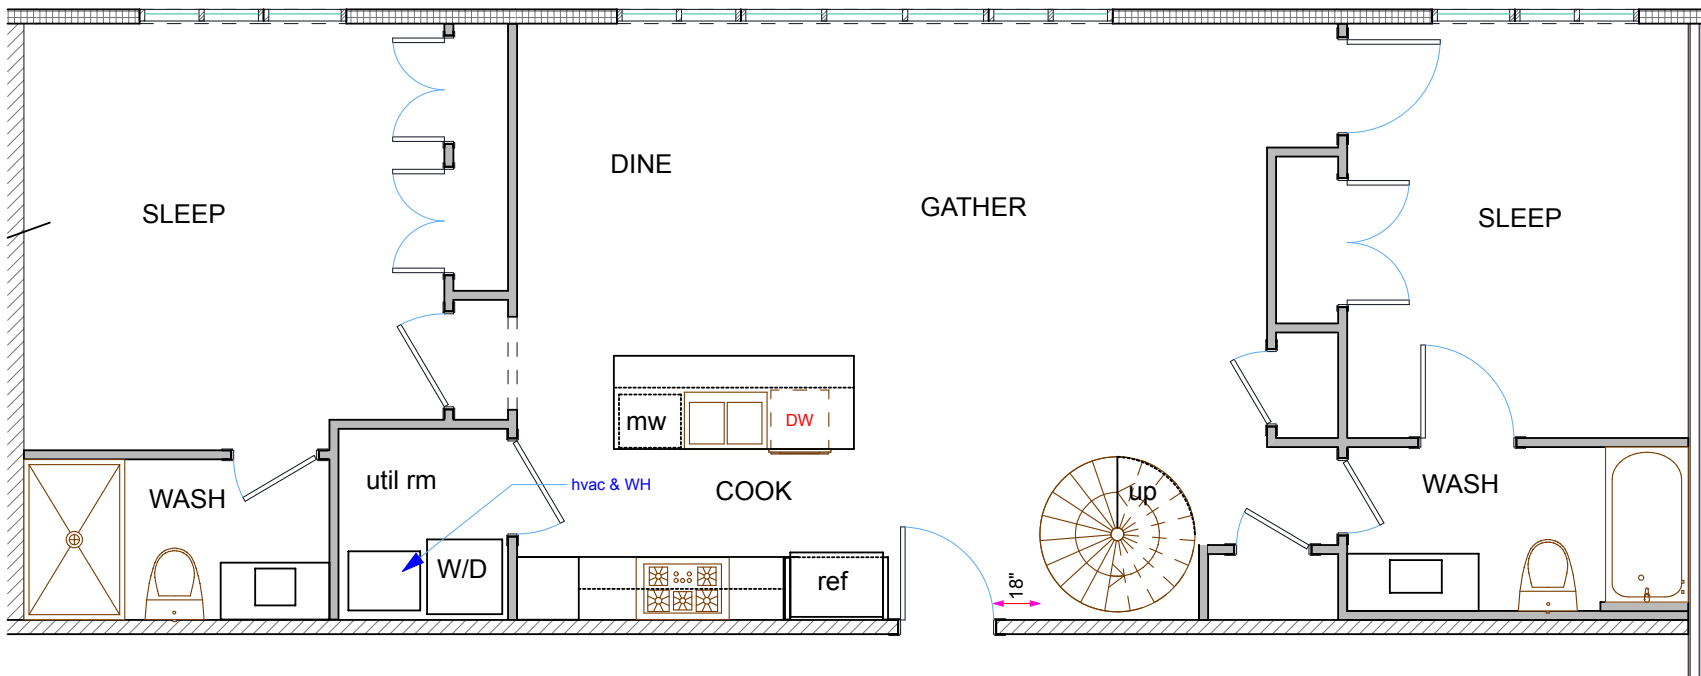 DINE
GATHER
SLEEP
SLEEP
mw
DW
util rm
hvac & WH
COOK
up
WASH
WASH
W/D
ref
18"